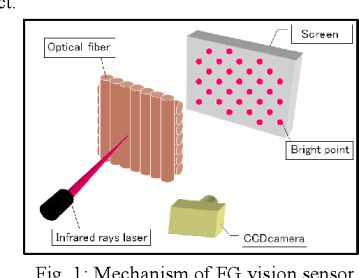 ct.
Optical fiber
Screen
Bright point
Infrared rays laser
CCDcamera
Fig. 1: Mechanism of FG vision sensor